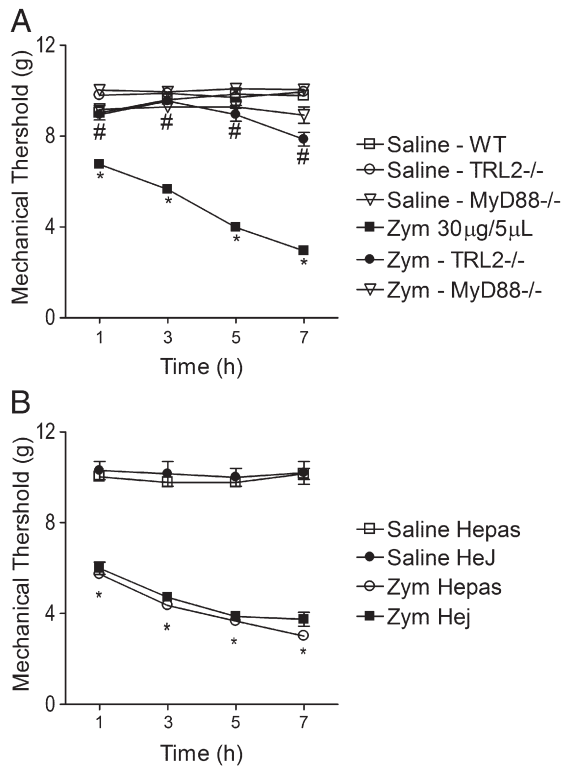 A
Mechanical Thershold (g)
12
8
4
0
# # # #
* * * *
1 3 5 7
Time (h)
Saline - WT
Saline - TRL2-/-
Saline - MyD88-/-
Zym 30µg/5µL
Zym - TRL2-/-
Zym - MyD88-/-
B
Mechanical Thershold (g)
12
8
4
0
* * * *
1 3 5 7
Time (h)
Saline Hepas
Saline HeJ
Zym Hepas
Zym Hej